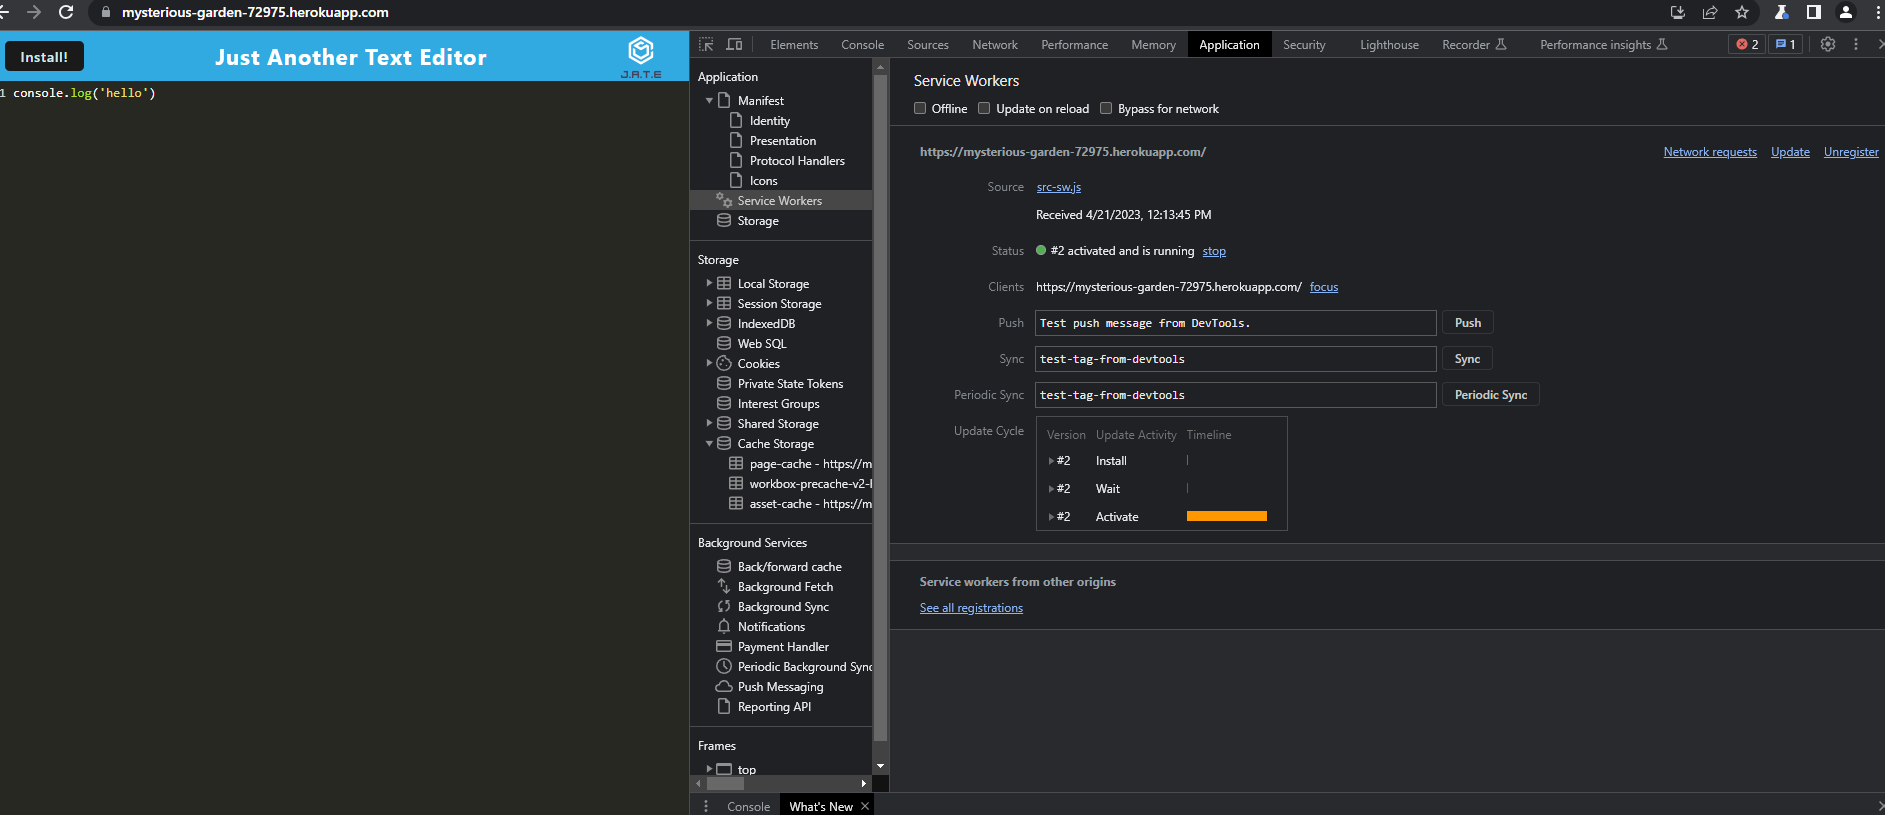 mysterious-garden-72975.herokuapp.com
Install!
Just Another Text Editor
J.A.T.E
1 console.log('hello')
Elements Console Sources Network Performance Memory Application Security Lighthouse Recorder Performance insights 2 1
Application
Manifest
Identity
Presentation
Protocol Handlers
Icons
Service Workers
Storage
Storage
Local Storage
Session Storage
IndexedDB
Web SQL
Cookies
Private State Tokens
Interest Groups
Shared Storage
Cache Storage
page-cache - https://m
workbox-precache-v2-
asset-cache - https://m
Background Services
Back/forward cache
Background Fetch
Background Sync
Notifications
Payment Handler
Periodic Background Sync
Push Messaging
Reporting API
Frames
top
Service Workers
Offline Update on reload Bypass for network
https://mysterious-garden-72975.herokuapp.com/ Network requests Update Unregister
Source src-sw.js
Received 4/21/2023, 12:13:45 PM
Status #2 activated and is running stop
Clients https://mysterious-garden-72975.herokuapp.com/ focus
Push Test push message from DevTools. Push
Sync test-tag-from-devtools Sync
Periodic Sync test-tag-from-devtools Periodic Sync
Update Cycle Version Update Activity Timeline
#2 Install
#2 Wait
#2 Activate
Service workers from other origins
See all registrations
Console What's New